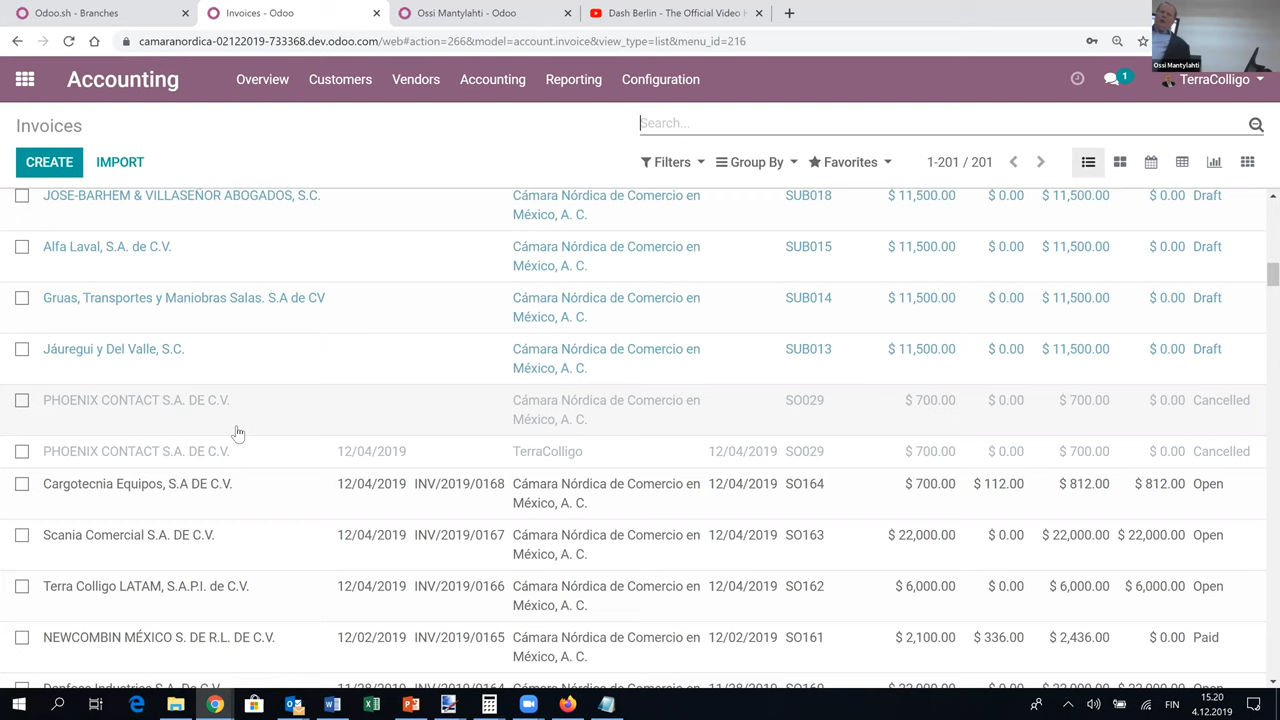 Odoo.sh - Branches
Invoices - Odoo
Ossi Mantylahti - Odoo
Dash Berlin - The Official Video
camaranordica-02122019-733368.dev.odoo.com/web#action=266&model=account.invoice&view_type=list&menu_id=216
Ossi Mantylahti
Accounting Overview Customers Vendors Accounting Reporting Configuration 1 TerraColligo
Invoices Search...
CREATE IMPORT Filters Group By Favorites 1-201 / 201
JOSE-BARHEM & VILLASEÑOR ABOGADOS, S.C. Cámara Nórdica de Comercio en SUB018 $ 11,500.00 $ 0.00 $ 11,500.00 $ 0.00 Draft
México, A. C.
Alfa Laval, S.A. de C.V. Cámara Nórdica de Comercio en SUB015 $ 11,500.00 $ 0.00 $ 11,500.00 $ 0.00 Draft
México, A. C.
Gruas, Transportes y Maniobras Salas. S.A de CV Cámara Nórdica de Comercio en SUB014 $ 11,500.00 $ 0.00 $ 11,500.00 $ 0.00 Draft
México, A. C.
Jáuregui y Del Valle, S.C. Cámara Nórdica de Comercio en SUB013 $ 11,500.00 $ 0.00 $ 11,500.00 $ 0.00 Draft
México, A. C.
PHOENIX CONTACT S.A. DE C.V. Cámara Nórdica de Comercio en SO029 $ 700.00 $ 0.00 $ 700.00 $ 0.00 Cancelled
México, A. C.
PHOENIX CONTACT S.A. DE C.V. 12/04/2019 TerraColligo 12/04/2019 SO029 $ 700.00 $ 0.00 $ 700.00 $ 0.00 Cancelled
Cargotecnia Equipos, S.A DE C.V. 12/04/2019 INV/2019/0168 Cámara Nórdica de Comercio en 12/04/2019 SO164 $ 700.00 $ 112.00 $ 812.00 $ 812.00 Open
México, A. C.
Scania Comercial S.A. DE C.V. 12/04/2019 INV/2019/0167 Cámara Nórdica de Comercio en 12/04/2019 SO163 $ 22,000.00 $ 0.00 $ 22,000.00 $ 22,000.00 Open
México, A. C.
Terra Colligo LATAM, S.A.P.I. de C.V. 12/04/2019 INV/2019/0166 Cámara Nórdica de Comercio en 12/04/2019 SO162 $ 6,000.00 $ 0.00 $ 6,000.00 $ 6,000.00 Open
México, A. C.
NEWCOMBIN MÉXICO S. DE R.L. DE C.V. 12/02/2019 INV/2019/0165 Cámara Nórdica de Comercio en 12/02/2019 SO161 $ 2,100.00 $ 336.00 $ 2,436.00 $ 0.00 Paid
México, A. C.
FIN 15.20
4.12.2019